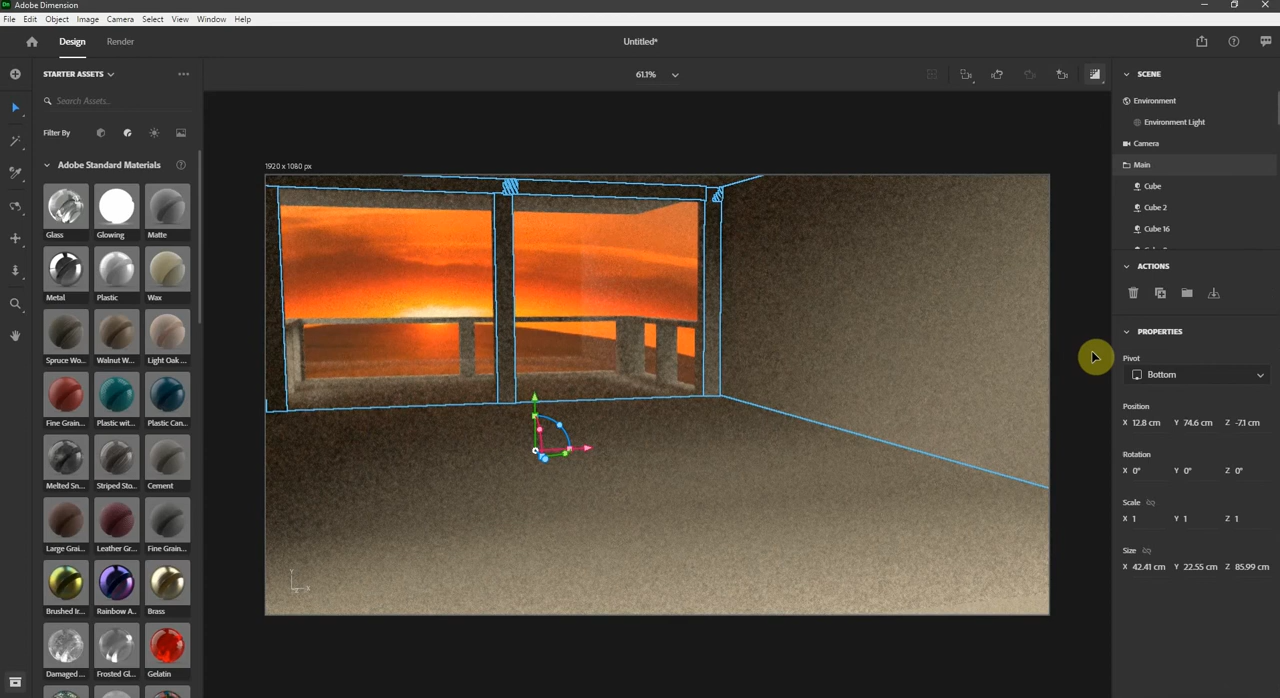 Dn Adobe Dimension
File Edit Object Image Camera Select View Window Help
Design Render Untitled*
STARTER ASSETS 61.1% SCENE
Search Assets...
Filter By
Environment
Environment Light
Camera
Main
Cube
Cube 2
Cube 16
Adobe Standard Materials
Glass Glowing Matte
Metal Plastic Wax
Spruce Wo... Walnut W... Light Oak ...
Fine Grain... Plastic wit... Plastic Can...
Melted Sn... Striped Sto... Cement
Large Grai... Leather Gr... Fine Grain...
Brushed Ir... Rainbow A... Brass
Damaged ... Frosted Gl... Gelatin
1920 x 1080 px
Y
X
ACTIONS
PROPERTIES
Pivot
Bottom
Position
X 12.8 cm Y 74.6 cm Z -7.1 cm
Rotation
X 0° Y 0° Z 0°
Scale
X 1 Y 1 Z 1
Size
X 42.41 cm Y 22.55 cm Z 85.99 cm